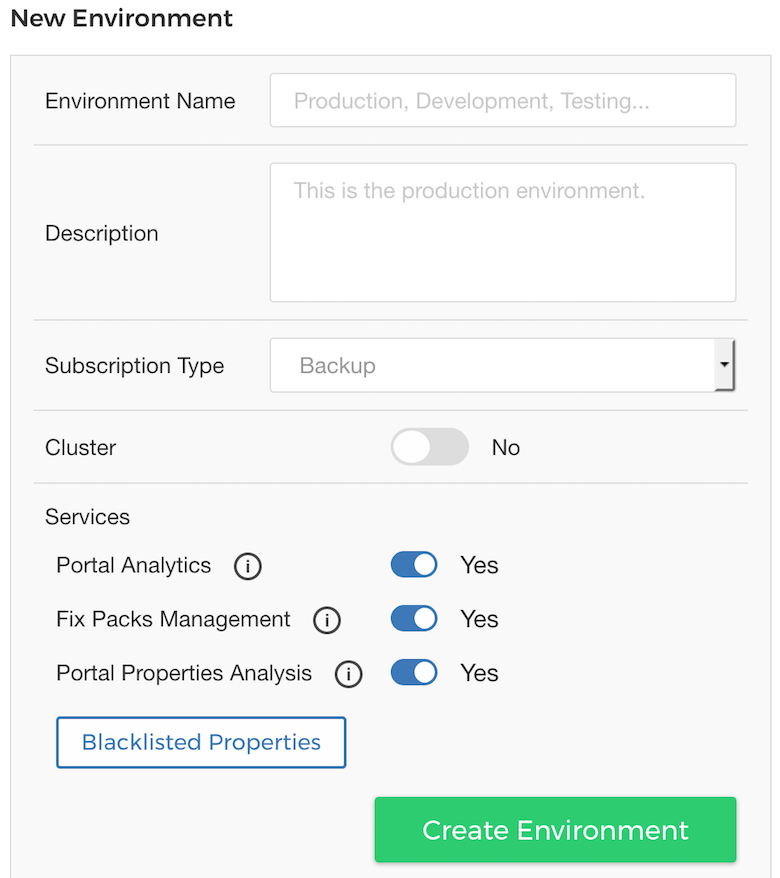 New Environment
Environment Name
Production, Development, Testing...
Description
This is the production environment.
Subscription Type
Backup
Cluster
No
Services
Portal Analytics
i
Yes
Fix Packs Management
i
Yes
Portal Properties Analysis
i
Yes
Blacklisted Properties
Create Environment